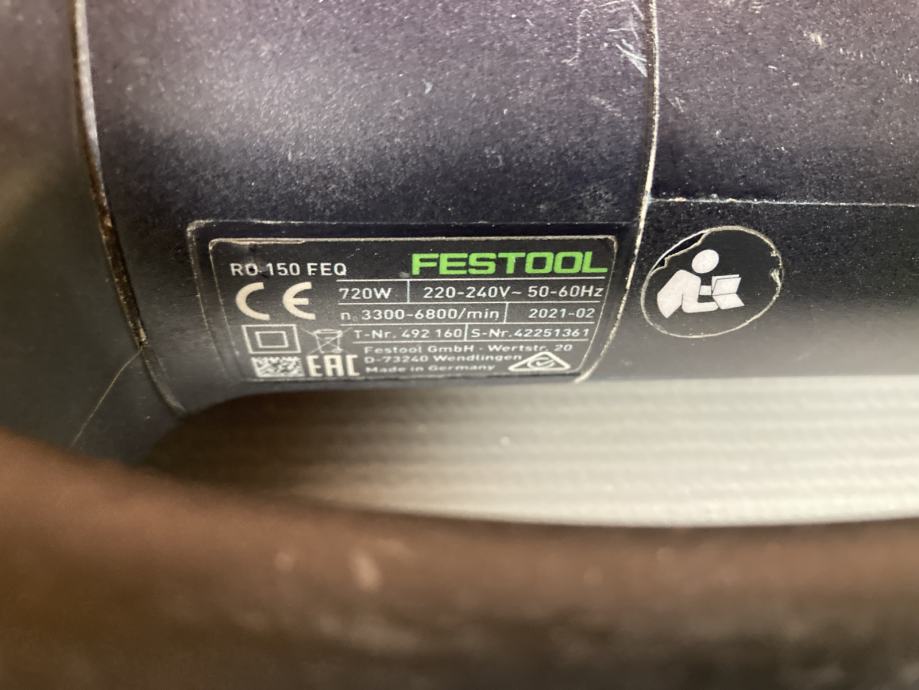 RO 150 FEQ FESTOOL
CE 720W 220-240V~ 50-60Hz
n₀ 3300-6800/min 2021-02
T-Nr. 492 160 S-Nr. 42251361
Festool GmbH · Wertstr. 20
D-73240 Wendlingen
EAC Made in Germany